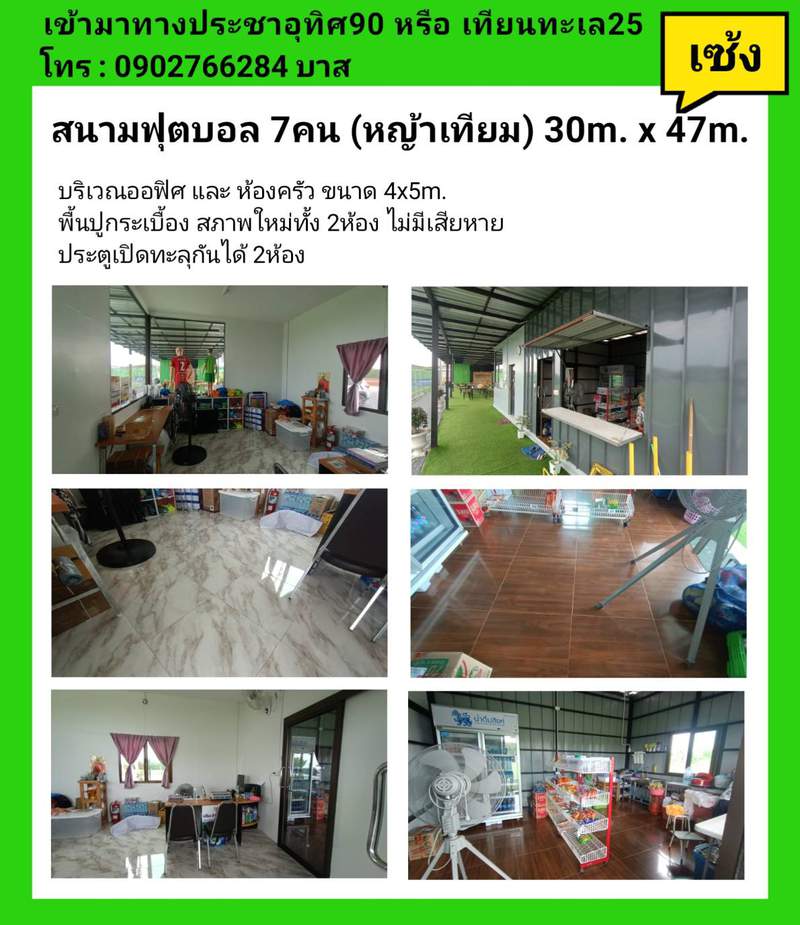 เข้ามาทางประชาอุทิศ90 หรือ เทียนทะเล25
โทร : 0902766284 บาส
เซ้ง
สนามฟุตบอล 7คน (หญ้าเทียม) 30m. x 47m.
บริเวณออฟิศ และ ห้องครัว ขนาด 4x5m.
พื้นปูกระเบื้อง สภาพใหม่ทั้ง 2ห้อง ไม่มีเสียหาย
ประตูเปิดทะลุกันได้ 2ห้อง
น้ำดื่มสิงห์